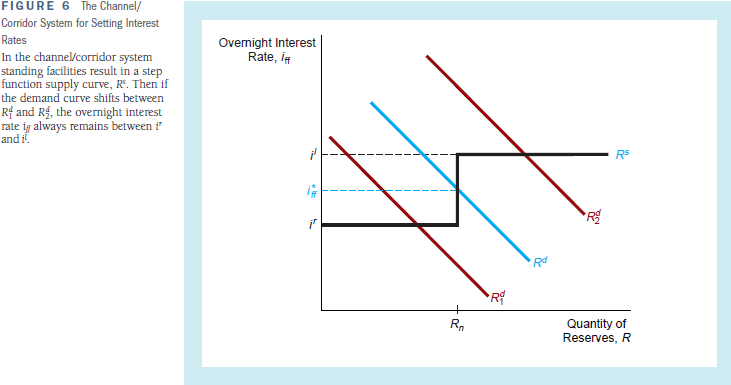 FIGURE 6 The Channel/
Corridor System for Setting Interest
Rates
In the channel/corridor system
standing facilities result in a step
function supply curve, Rˢ. Then if
the demand curve shifts between
R₁ᵈ and R₂ᵈ, the overnight interest
rate i_ff always remains between iʳ
and iˡ.
Overnight Interest
Rate, i_ff
iˡ
i*_ff
iʳ
Rˢ
R₂ᵈ
Rᵈ
R₁ᵈ
Rₙ
Quantity of
Reserves, R